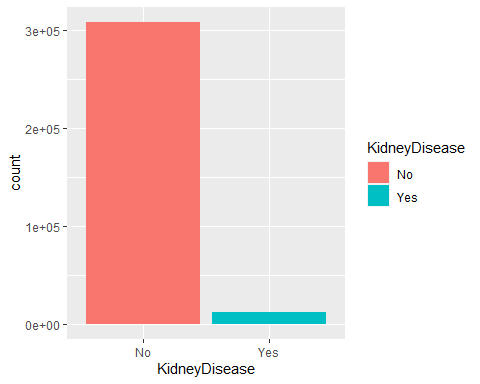 3e+05
2e+05
1e+05
0e+00
count
No
Yes
KidneyDisease
KidneyDisease
No
Yes